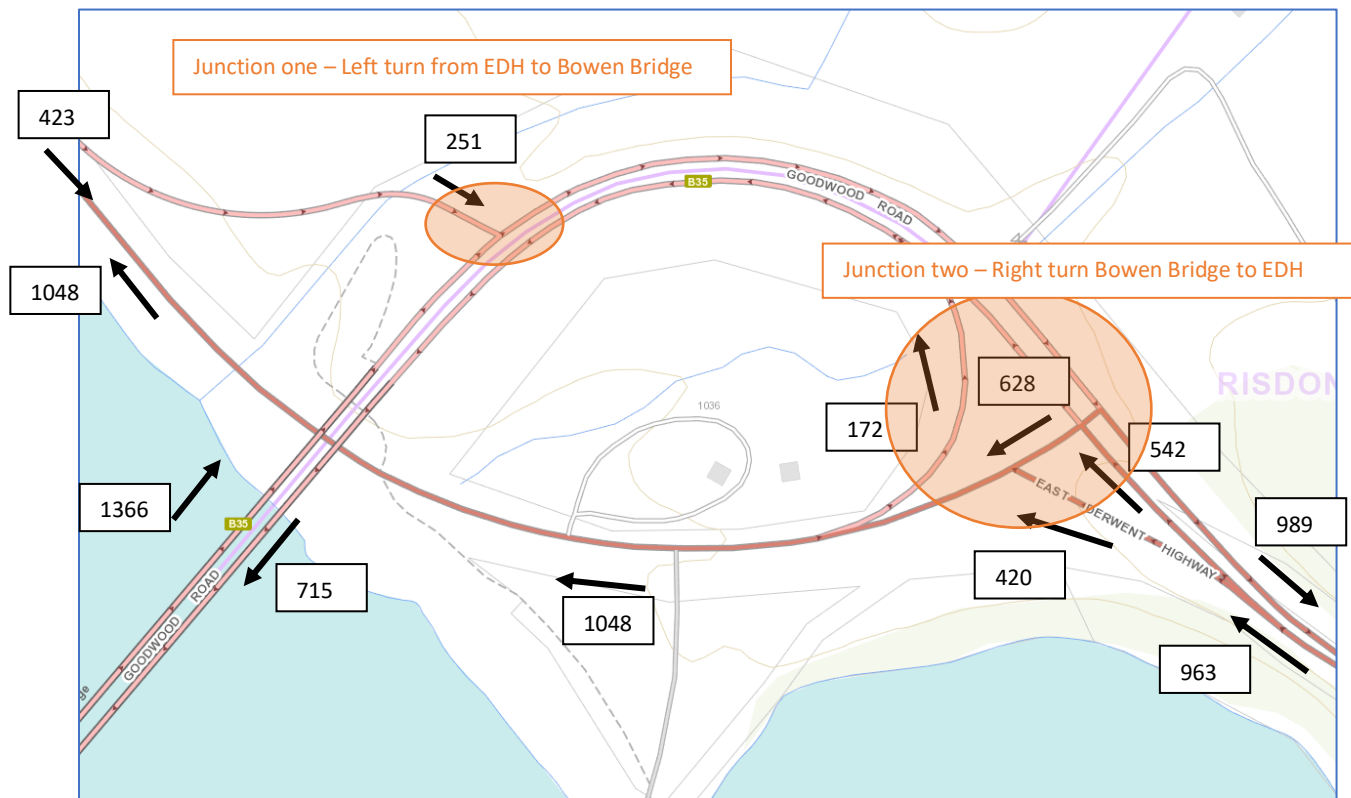 Junction one – Left turn from EDH to Bowen Bridge
423
251
B35
GOODWOOD ROAD
Junction two – Right turn Bowen Bridge to EDH
1048
628
RISDON
1036
172
542
1366
B35
EAST DERWENT HIGHWAY
989
GOODWOOD ROAD
715
1048
420
963
ge